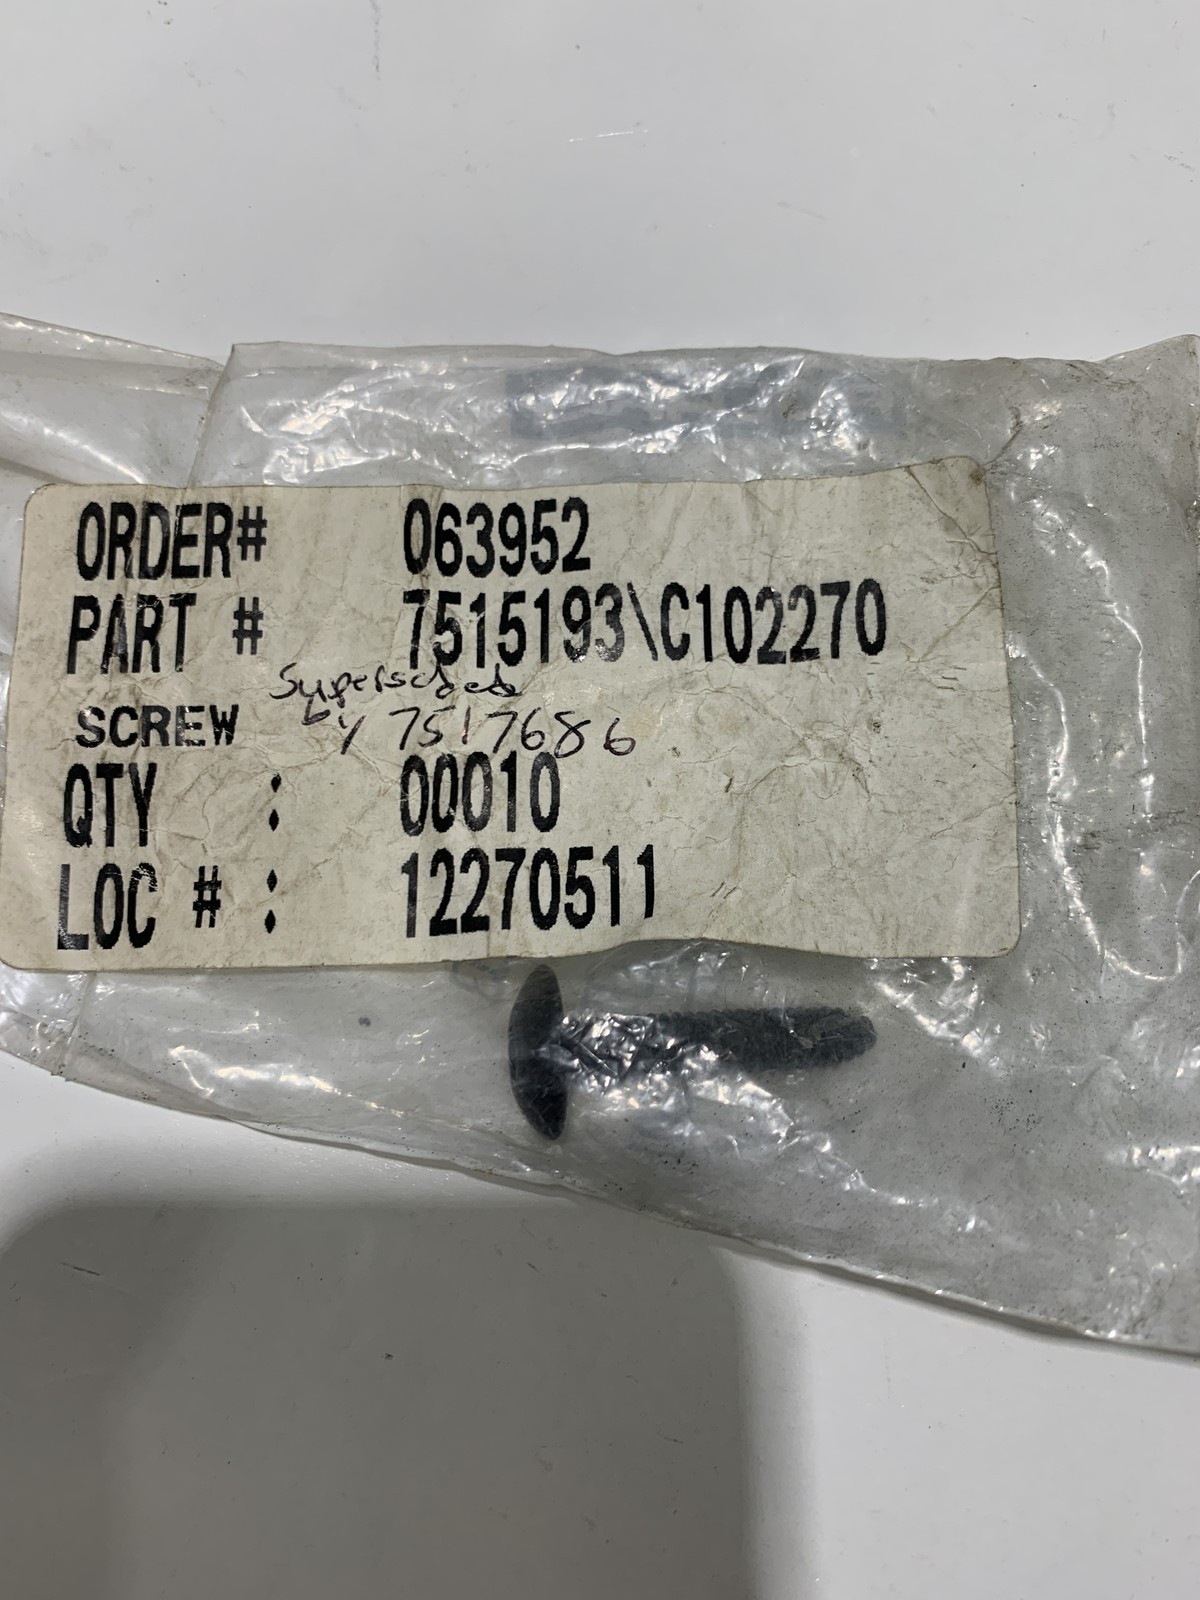 ORDER# 063952
PART # 7515193\C102270
Superseded
SCREW by 7517686
QTY : 00010
LOC # : 12270511